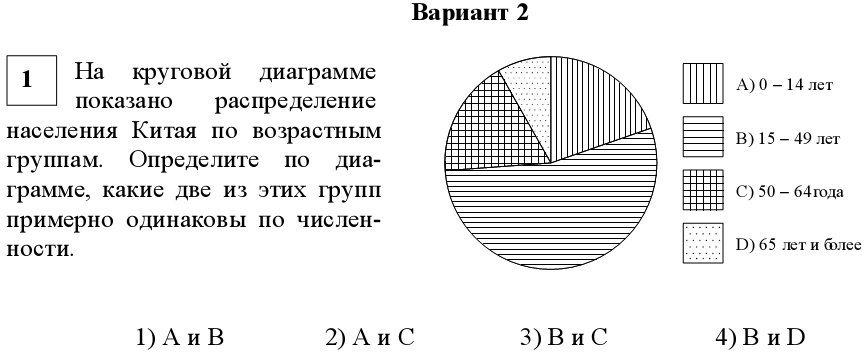 Вариант 2
1
На круговой диаграмме
показано распределение
населения Китая по возрастным
группам. Определите по диа-
грамме, какие две из этих групп
примерно одинаковы по числен-
ности.
A) 0 – 14 лет
B) 15 – 49 лет
C) 50 – 64года
D) 65 лет и более
1) A и B
2) A и C
3) B и C
4) B и D